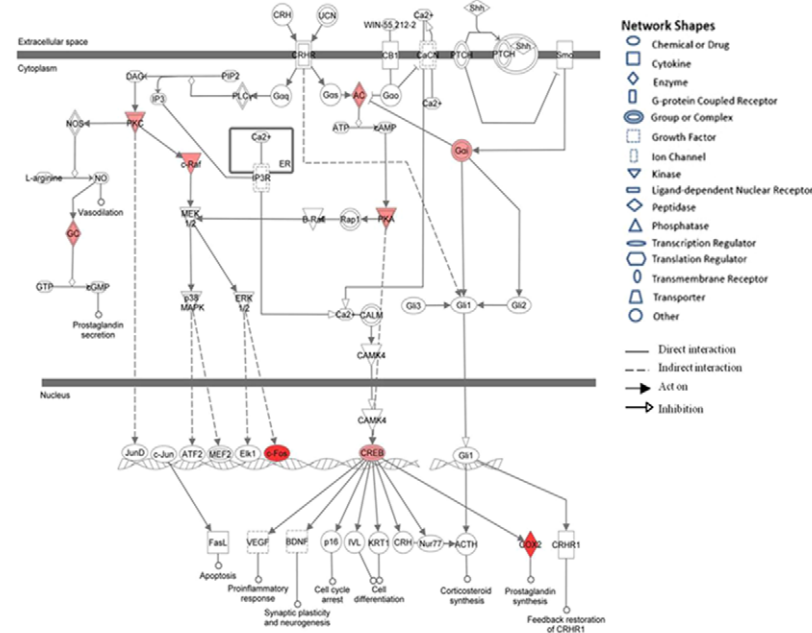 CRH
UCN
WIN-55,212-2
Ca2+
Shh
Extracellular space
CRHR
CB1
CaCN
PTCH
PTCH
Shh
Smo
Cytoplasm
DAG
PIP2
IP3
PLCγ
Gαq
Gαs
AC
Gαo
Ca2+
NOS
PKC
ATP
cAMP
Ca2+
ER
IP3R
Gαi
c-Raf
L-arginine
NO
Vasodilation
MEK
1/2
B-Raf
Rap1
PKA
GC
GTP
cGMP
Prostaglandin
secretion
p38
MAPK
ERK
1/2
Ca2+
CALM
Gli3
Gli1
Gli2
CAMK4
Nucleus
CAMK4
JunD
c-Jun
ATF2
MEF2
Elk1
c-Fos
CREB
Gli1
FasL
VEGF
BDNF
p16
IVL
KRT1
CRH
Nur77
ACTH
COX2
CRHR1
Apoptosis
Proinflammatory
response
Synaptic plasticity
and neurogenesis
Cell cycle
arrest
Cell
differentiation
Corticosteroid
synthesis
Prostaglandin
synthesis
Feedback restoration
of CRHR1
Network Shapes
Chemical or Drug
Cytokine
Enzyme
G-protein Coupled Receptor
Group or Complex
Growth Factor
Ion Channel
Kinase
Ligand-dependent Nuclear Receptor
Peptidase
Phosphatase
Transcription Regulator
Translation Regulator
Transmembrane Receptor
Transporter
Other
Direct interaction
Indirect interaction
Act on
Inhibition